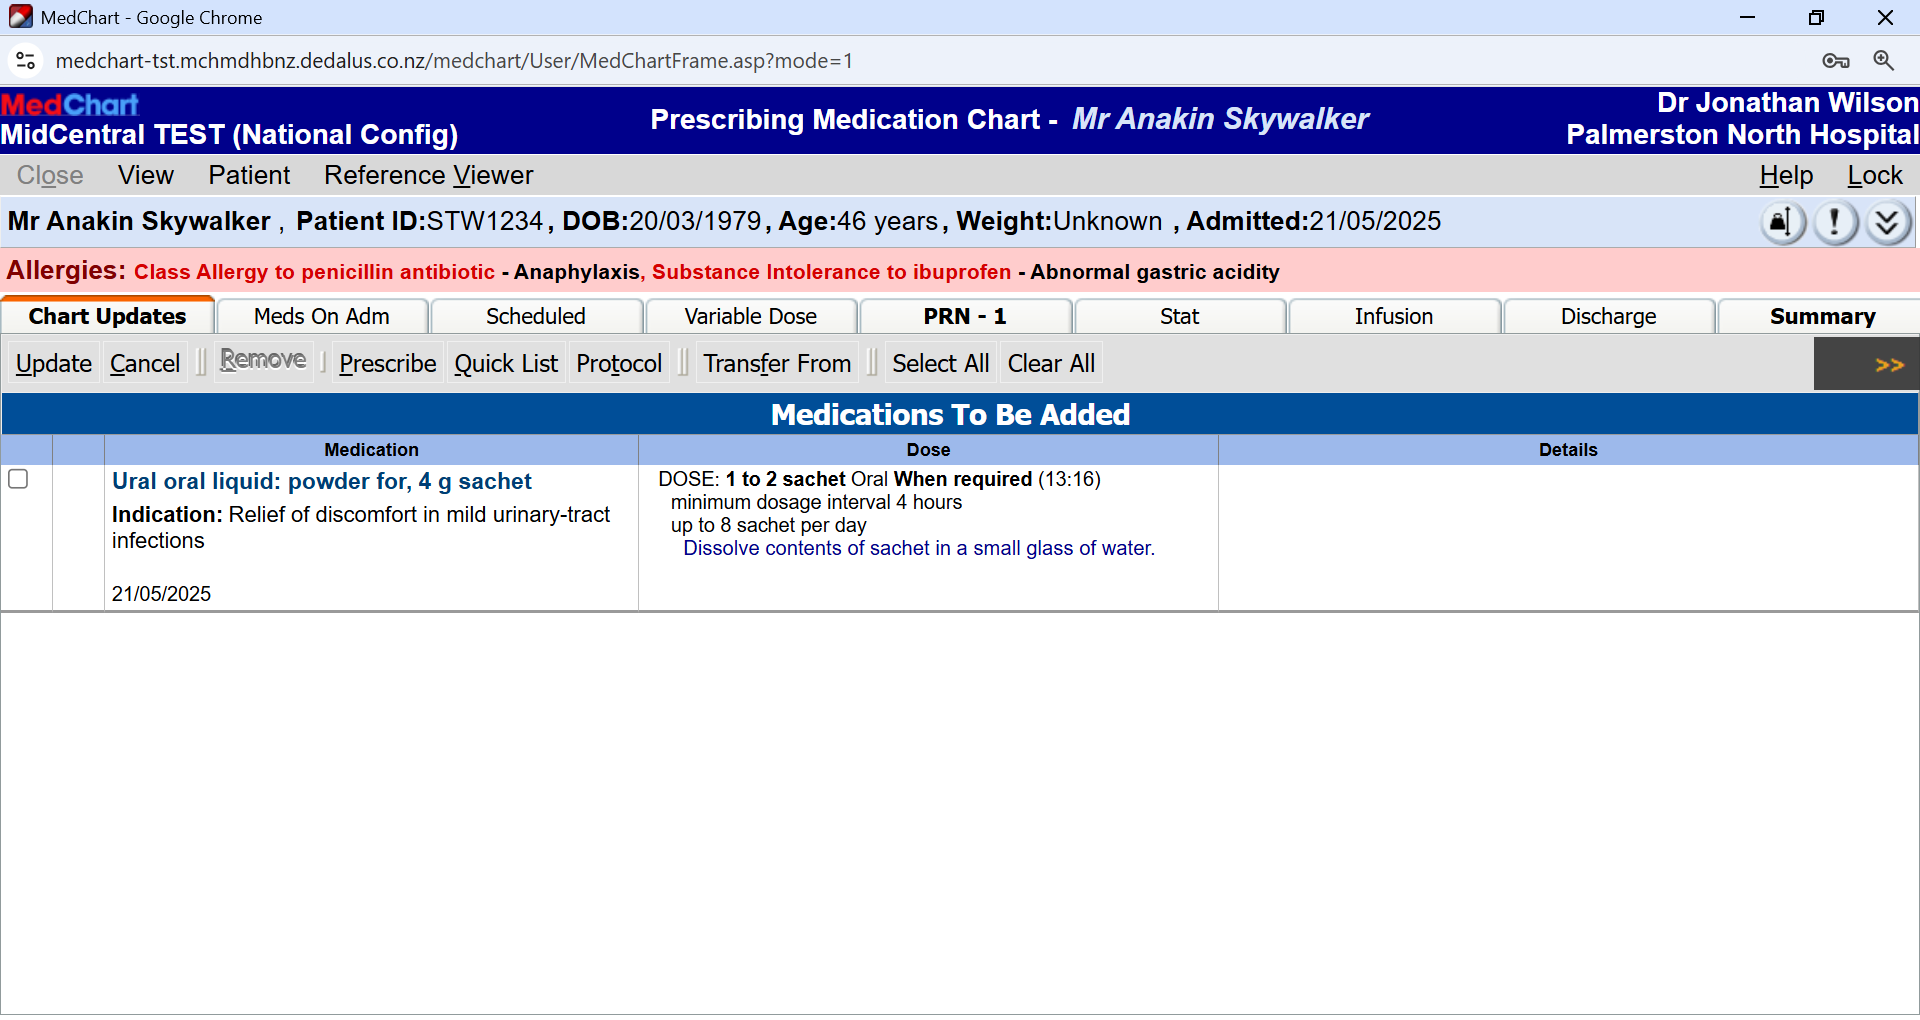 MedChart - Google Chrome
medchart-tst.mchmdhbnz.dedalus.co.nz/medchart/User/MedChartFrame.asp?mode=1
MedChart
MidCentral TEST (National Config)
Prescribing Medication Chart - Mr Anakin Skywalker
Dr Jonathan Wilson
Palmerston North Hospital
Close View Patient Reference Viewer Help Lock
Mr Anakin Skywalker , Patient ID:STW1234, DOB:20/03/1979, Age:46 years, Weight:Unknown , Admitted:21/05/2025
Allergies: Class Allergy to penicillin antibiotic - Anaphylaxis, Substance Intolerance to ibuprofen - Abnormal gastric acidity
Chart Updates Meds On Adm Scheduled Variable Dose PRN - 1 Stat Infusion Discharge Summary
Update Cancel Remove Prescribe Quick List Protocol Transfer From Select All Clear All >>
Medications To Be Added
Medication Dose Details
Ural oral liquid: powder for, 4 g sachet
Indication: Relief of discomfort in mild urinary-tract
infections
21/05/2025
DOSE: 1 to 2 sachet Oral When required (13:16)
minimum dosage interval 4 hours
up to 8 sachet per day
Dissolve contents of sachet in a small glass of water.